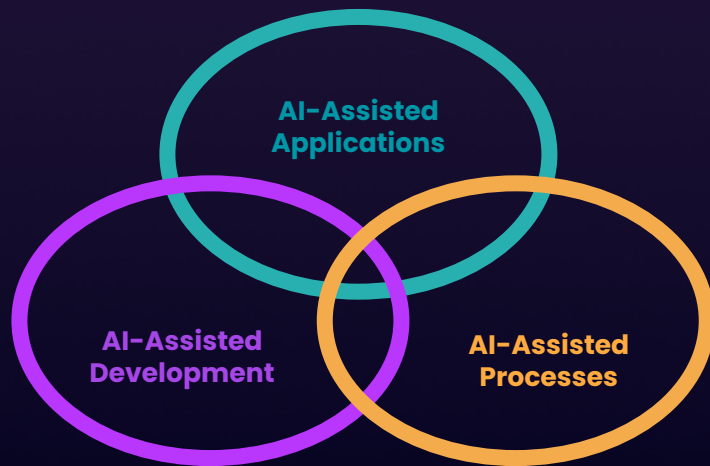 AI-Assisted
Applications
AI-Assisted
Development
AI-Assisted
Processes